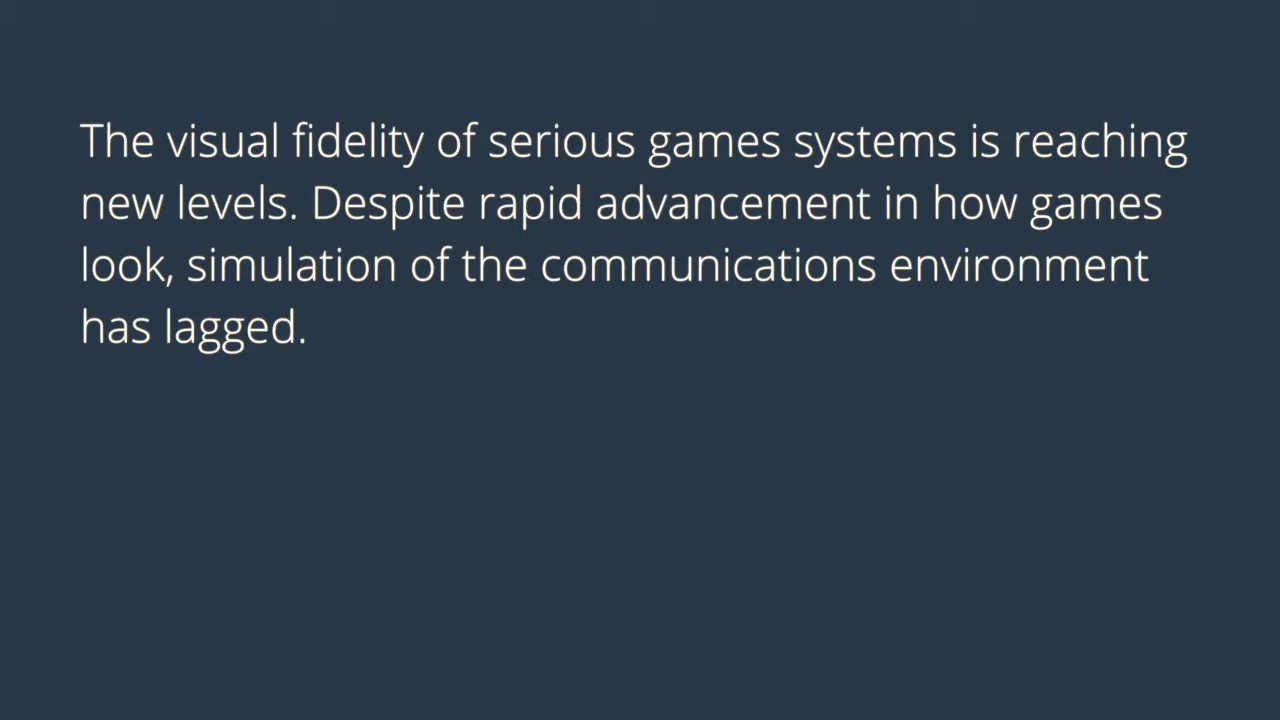 The visual fidelity of serious games systems is reaching
new levels. Despite rapid advancement in how games
look, simulation of the communications environment
has lagged.